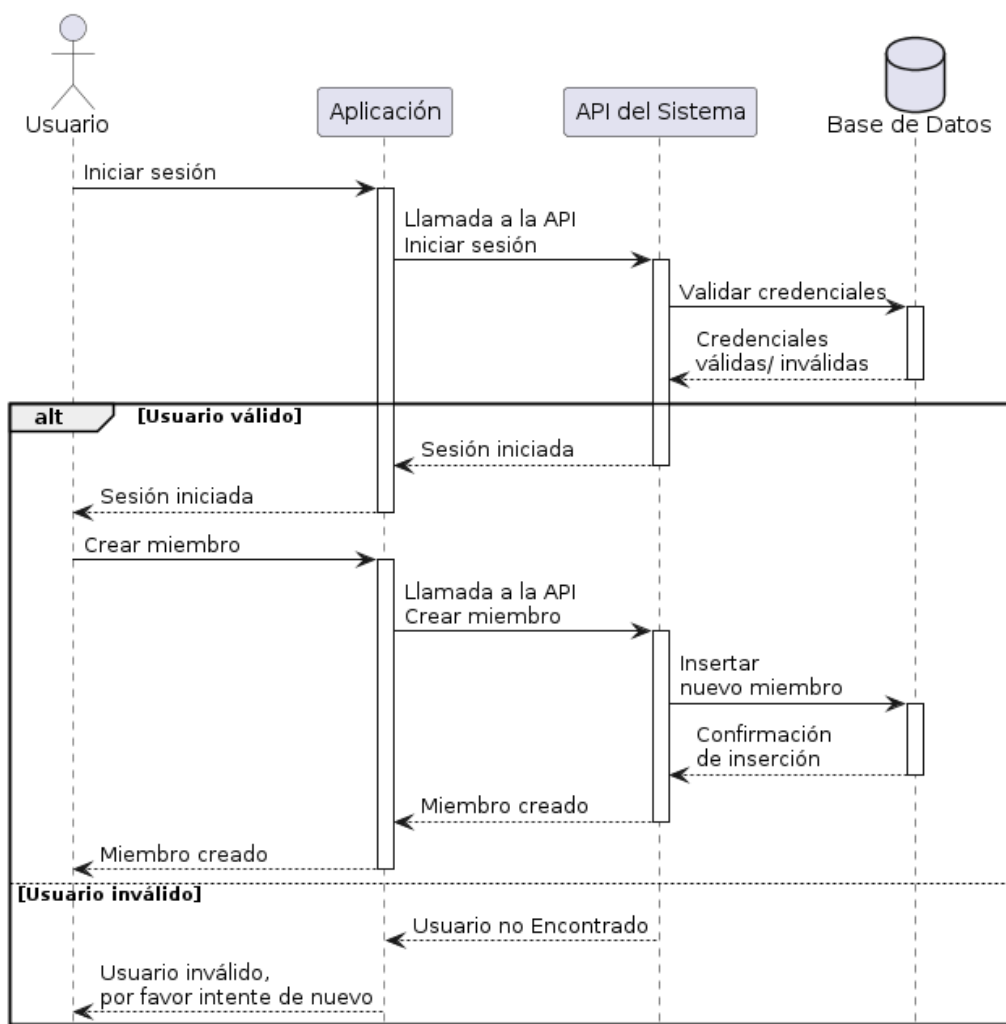 Usuario
Aplicación
API del Sistema
Base de Datos
Iniciar sesión
Llamada a la API
Iniciar sesión
Validar credenciales
Credenciales
válidas/ inválidas
alt
[Usuario válido]
Sesión iniciada
Sesión iniciada
Crear miembro
Llamada a la API
Crear miembro
Insertar
nuevo miembro
Confirmación
de inserción
Miembro creado
Miembro creado
[Usuario inválido]
Usuario no Encontrado
Usuario inválido,
por favor intente de nuevo